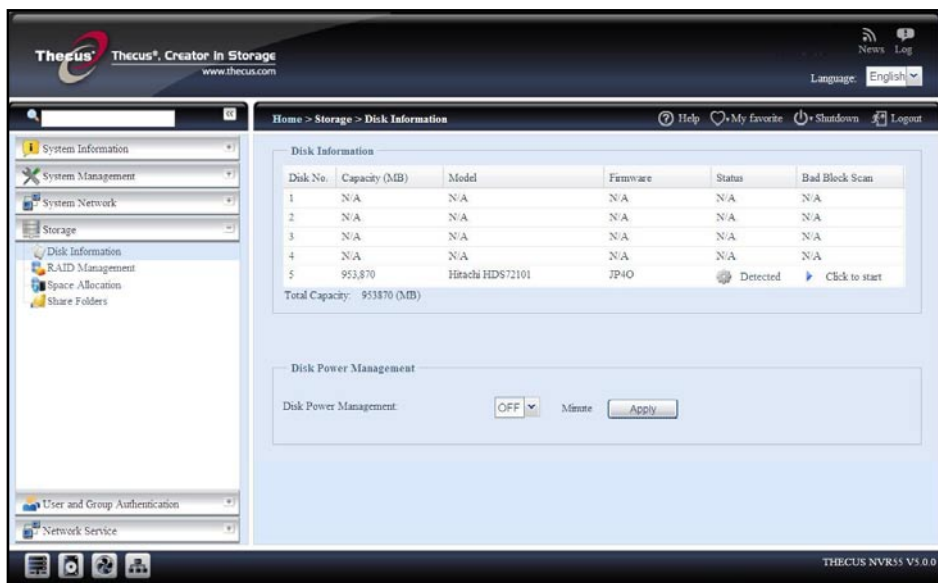 Thecus® Thecus®, Creator in Storage
www.thecus.com
News Log
Language: English
Home > Storage > Disk Information Help My favorite Shutdown Logout
System Information
System Management
System Network
Storage
Disk Information
RAID Management
Space Allocation
Share Folders
User and Group Authentication
Network Service
Disk Information
Disk No. Capacity (MB) Model Firmware Status Bad Block Scan
1 N/A N/A N/A N/A N/A
2 N/A N/A N/A N/A N/A
3 N/A N/A N/A N/A N/A
4 N/A N/A N/A N/A N/A
5 953,870 Hitachi HDS72101 JP4O Detected Click to start
Total Capacity: 953870 (MB)
Disk Power Management
Disk Power Management: OFF Minute Apply
THECUS NVR55 V5.0.0